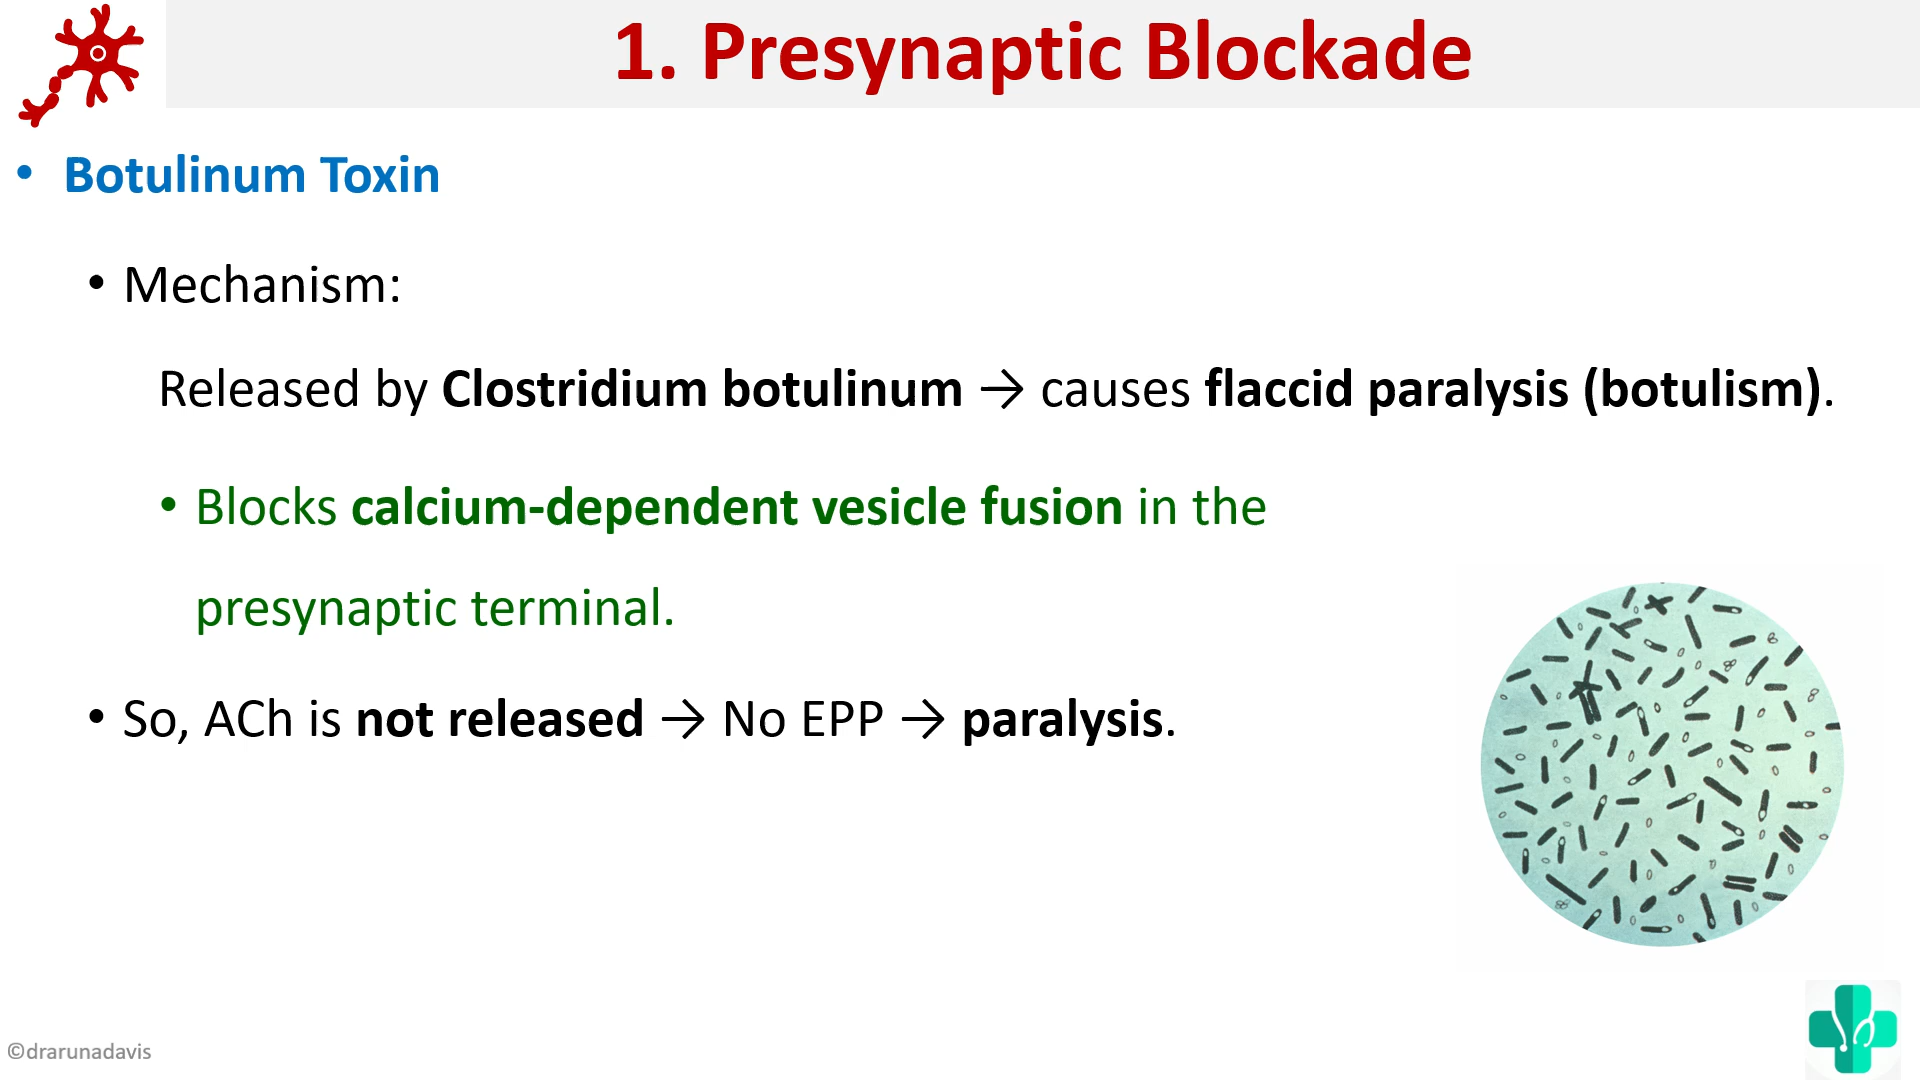 1. Presynaptic Blockade
• Botulinum Toxin
• Mechanism:
Released by Clostridium botulinum → causes flaccid paralysis (botulism).
• Blocks calcium-dependent vesicle fusion in the
presynaptic terminal.
• So, ACh is not released → No EPP → paralysis.
©drarunadavis